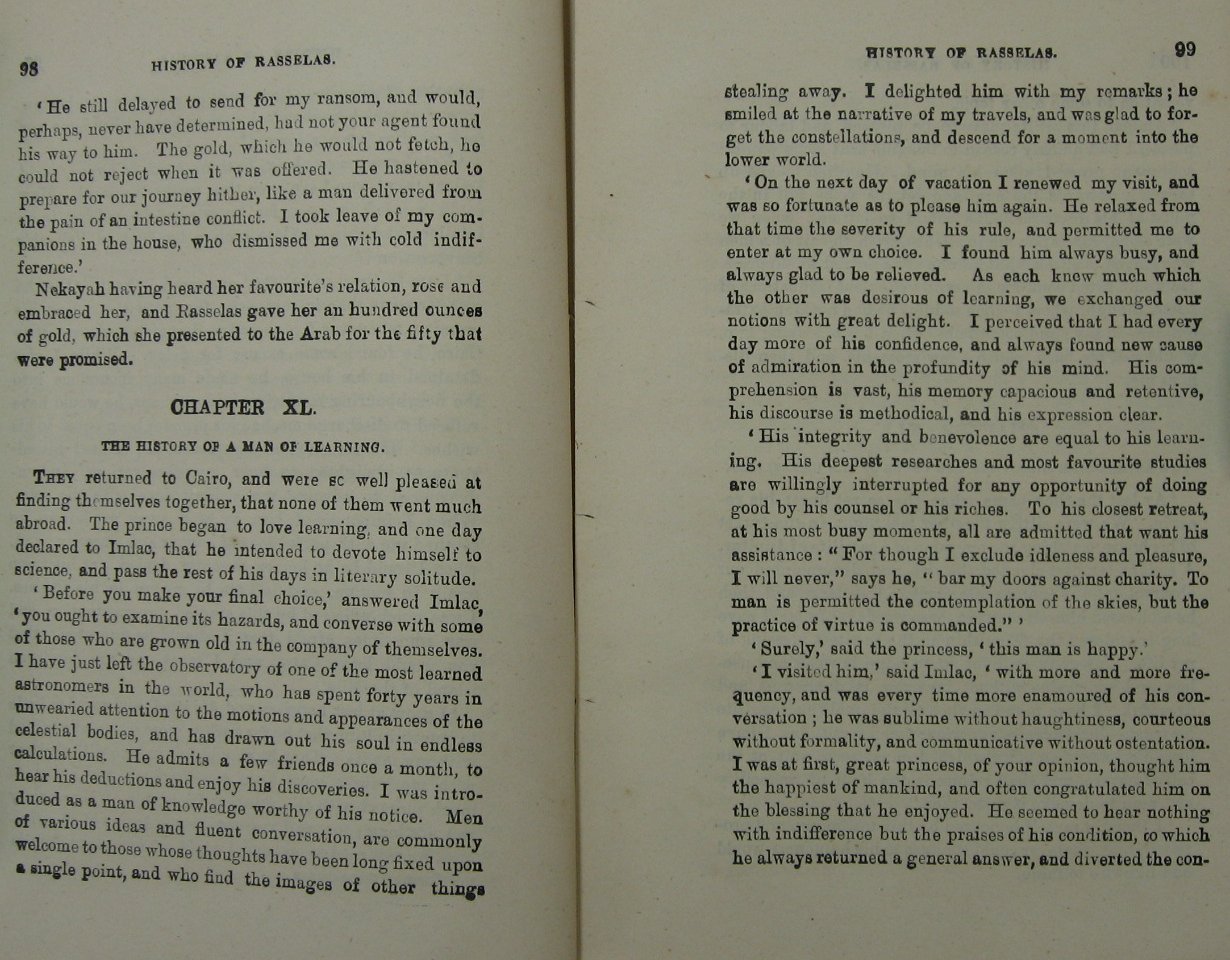 98
HISTORY OF RASSELAS.
‘He still delayed to send for my ransom, and would,
perhaps, never have determined, had not your agent found
his way to him. The gold, which he would not fetch, he
could not reject when it was offered. He hastened to
prepare for our journey hither, like a man delivered from
the pain of an intestine conflict. I took leave of my com-
panions in the house, who dismissed me with cold indif-
ference.’
Nekayah having heard her favourite’s relation, rose and
embraced her, and Rasselas gave her an hundred ounces
of gold, which she presented to the Arab for the fifty that
were promised.
CHAPTER XL.
THE HISTORY OF A MAN OF LEARNING.
THEY returned to Cairo, and were so well pleased at
finding themselves together, that none of them went much
abroad. The prince began to love learning, and one day
declared to Imlac, that he intended to devote himself to
science, and pass the rest of his days in literary solitude.
‘Before you make your final choice,’ answered Imlac,
‘you ought to examine its hazards, and converse with some
of those who are grown old in the company of themselves.
I have just left the observatory of one of the most learned
astronomers in the world, who has spent forty years in
unwearied attention to the motions and appearances of the
celestial bodies, and has drawn out his soul in endless
calculations. He admits a few friends once a month, to
hear his deductions and enjoy his discoveries. I was intro-
duced as a man of knowledge worthy of his notice. Men
of various ideas and fluent conversation, are commonly
welcome to those whose thoughts have been long fixed upon
a single point, and who find the images of other things
HISTORY OF RASSELAS.
99
stealing away. I delighted him with my remarks; he
smiled at the narrative of my travels, and was glad to for-
get the constellations, and descend for a moment into the
lower world.
‘On the next day of vacation I renewed my visit, and
was so fortunate as to please him again. He relaxed from
that time the severity of his rule, and permitted me to
enter at my own choice. I found him always busy, and
always glad to be relieved. As each knew much which
the other was desirous of learning, we exchanged our
notions with great delight. I perceived that I had every
day more of his confidence, and always found new cause
of admiration in the profundity of his mind. His com-
prehension is vast, his memory capacious and retentive,
his discourse is methodical, and his expression clear.
‘His integrity and benevolence are equal to his learn-
ing. His deepest researches and most favourite studies
are willingly interrupted for any opportunity of doing
good by his counsel or his riches. To his closest retreat,
at his most busy moments, all are admitted that want his
assistance: “For though I exclude idleness and pleasure,
I will never,” says he, “bar my doors against charity. To
man is permitted the contemplation of the skies, but the
practice of virtue is commanded.” ’
‘Surely,’ said the princess, ‘this man is happy.’
‘I visited him,’ said Imlac, ‘with more and more fre-
quency, and was every time more enamoured of his con-
versation; he was sublime without haughtiness, courteous
without formality, and communicative without ostentation.
I was at first, great princess, of your opinion, thought him
the happiest of mankind, and often congratulated him on
the blessing that he enjoyed. He seemed to hear nothing
with indifference but the praises of his condition, to which
he always returned a general answer, and diverted the con-